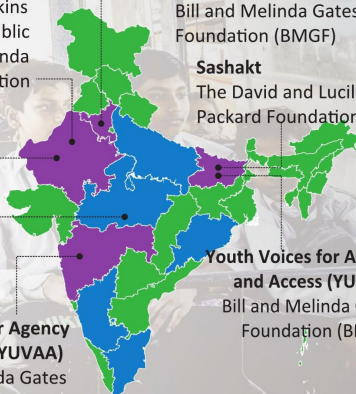 kins
blic
nda
tion
Bill and Melinda Gates
Foundation (BMGF)
Sashakt
The David and Lucil
Packard Foundation
Youth Voices for A
and Access (YU
Bill and Melinda
Foundation (B
r Agency
YUVAA)
da Gates